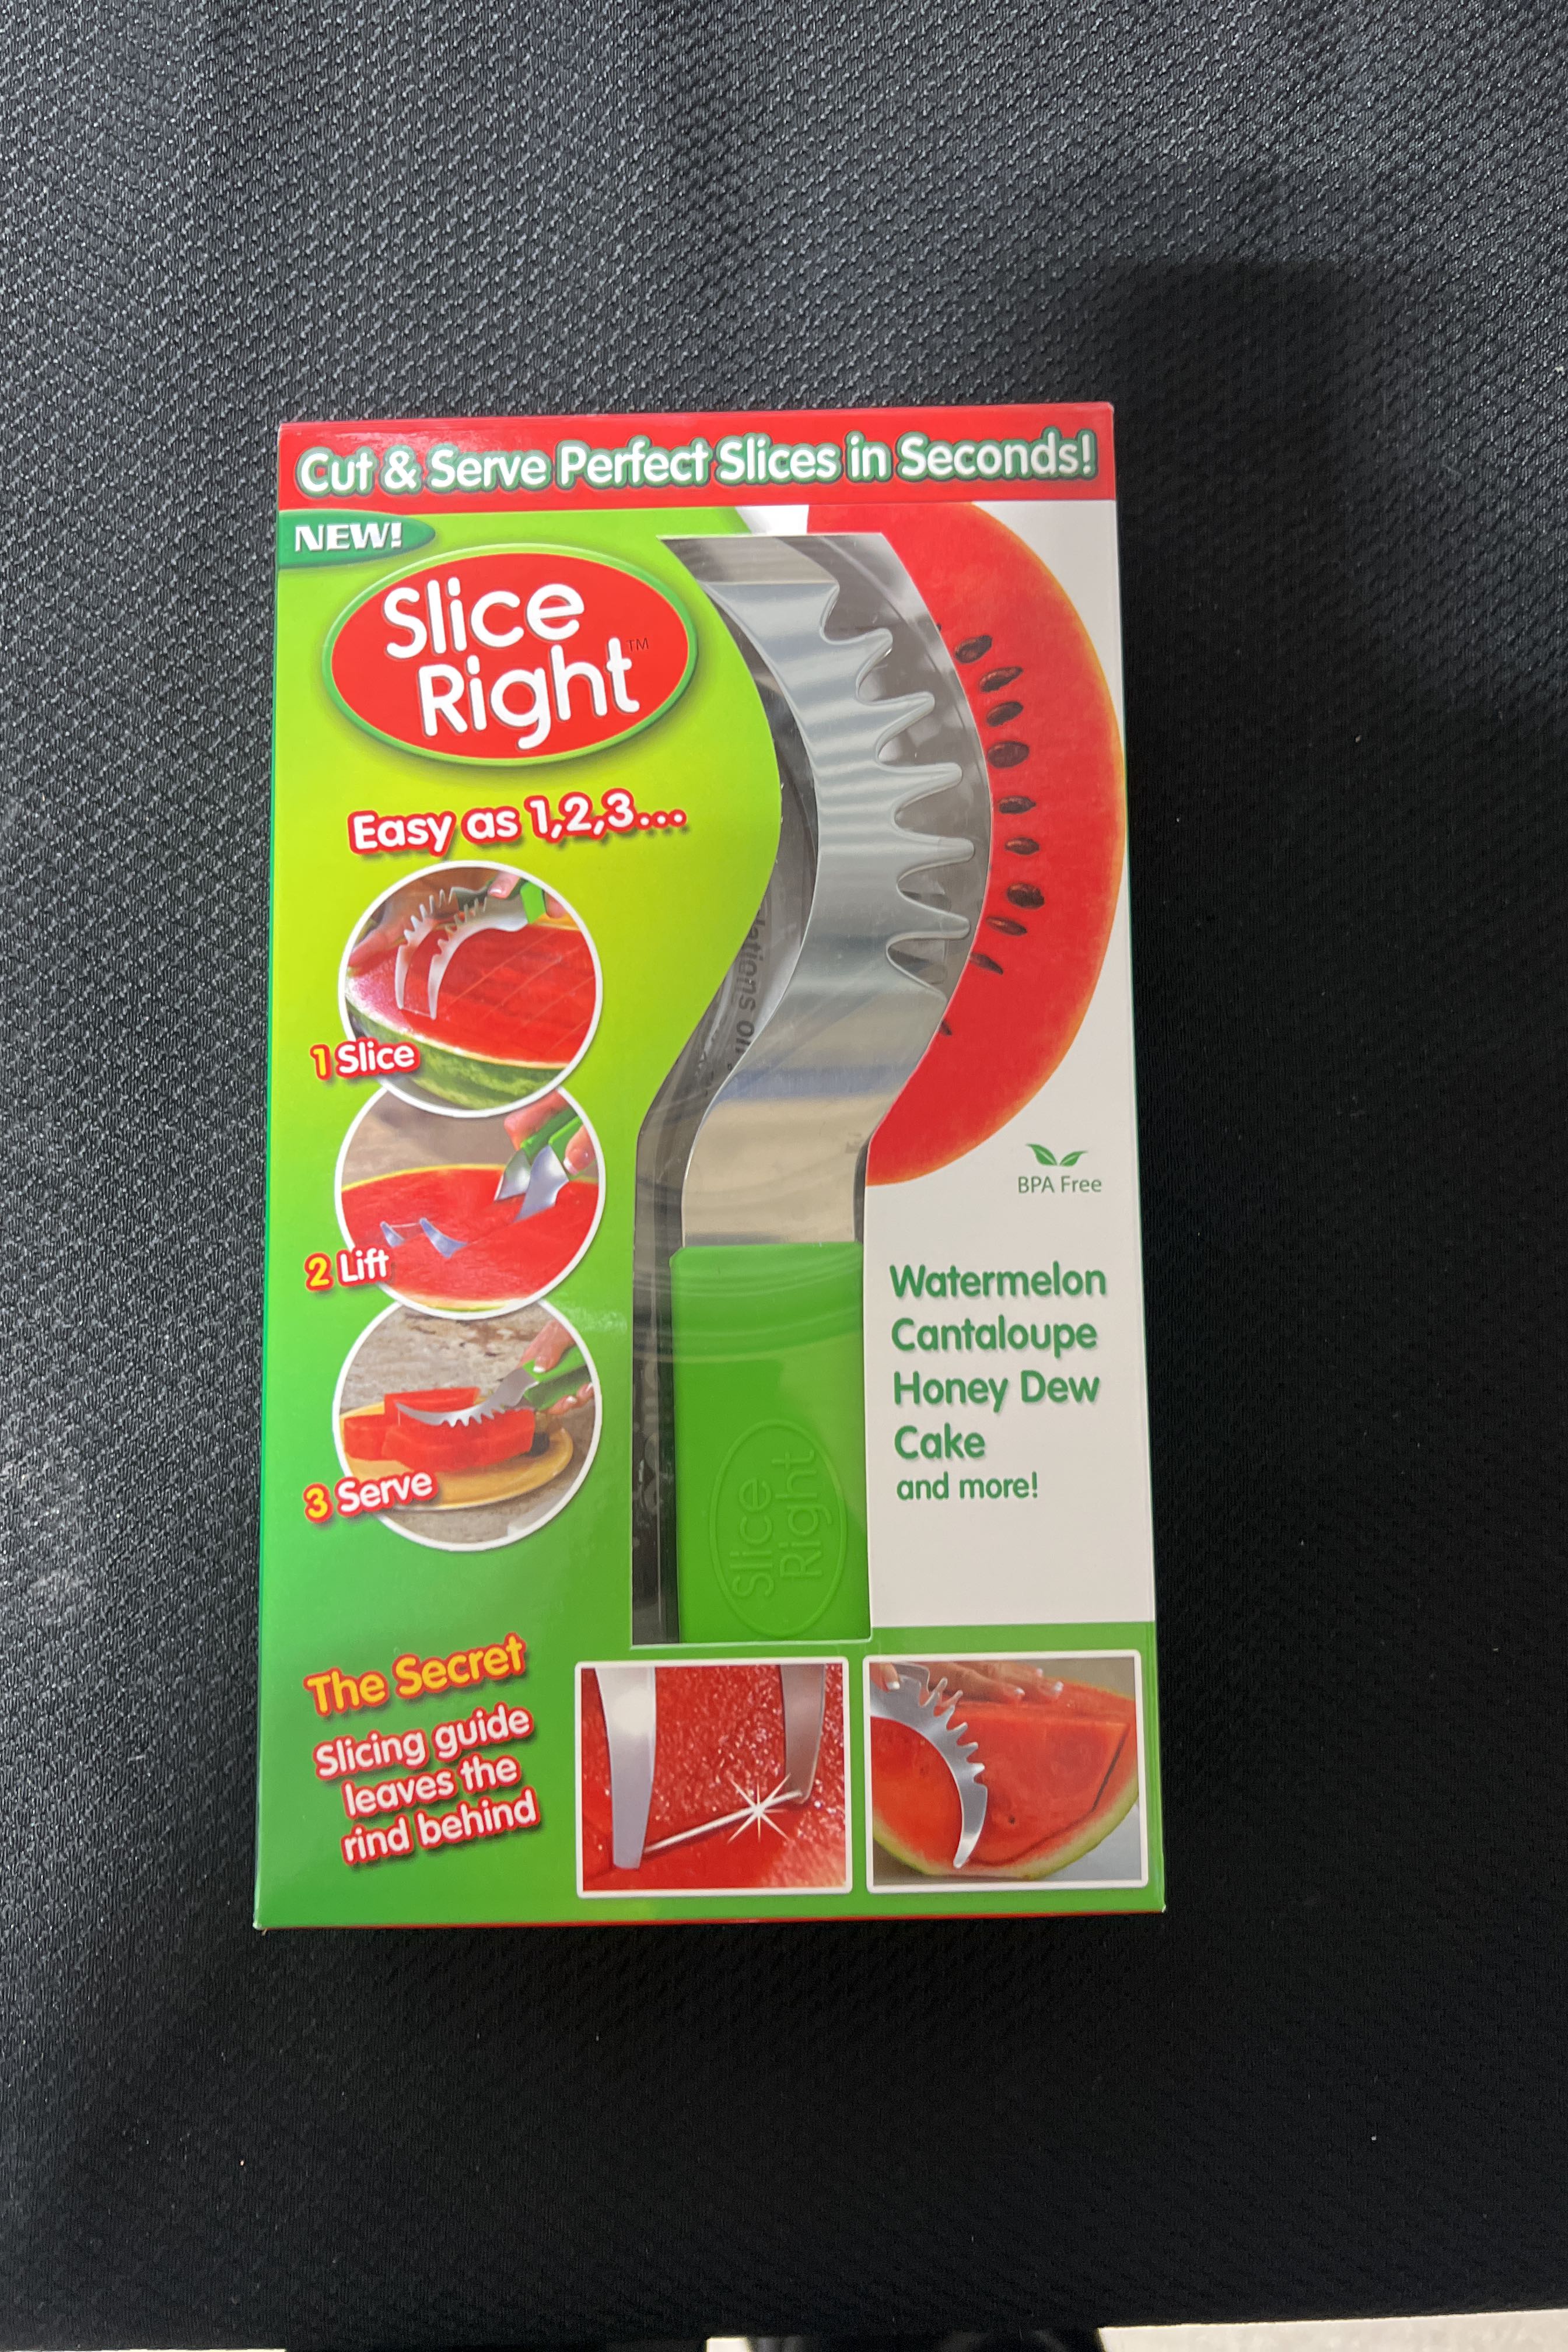 Cut & Serve Perfect Slices in Seconds!
NEW!
Slice
Right™
Easy as 1,2,3...
1 Slice
2 Lift
3 Serve
BPA Free
Watermelon
Cantaloupe
Honey Dew
Cake
and more!
Slice
Right
The Secret
Slicing guide
leaves the
rind behind